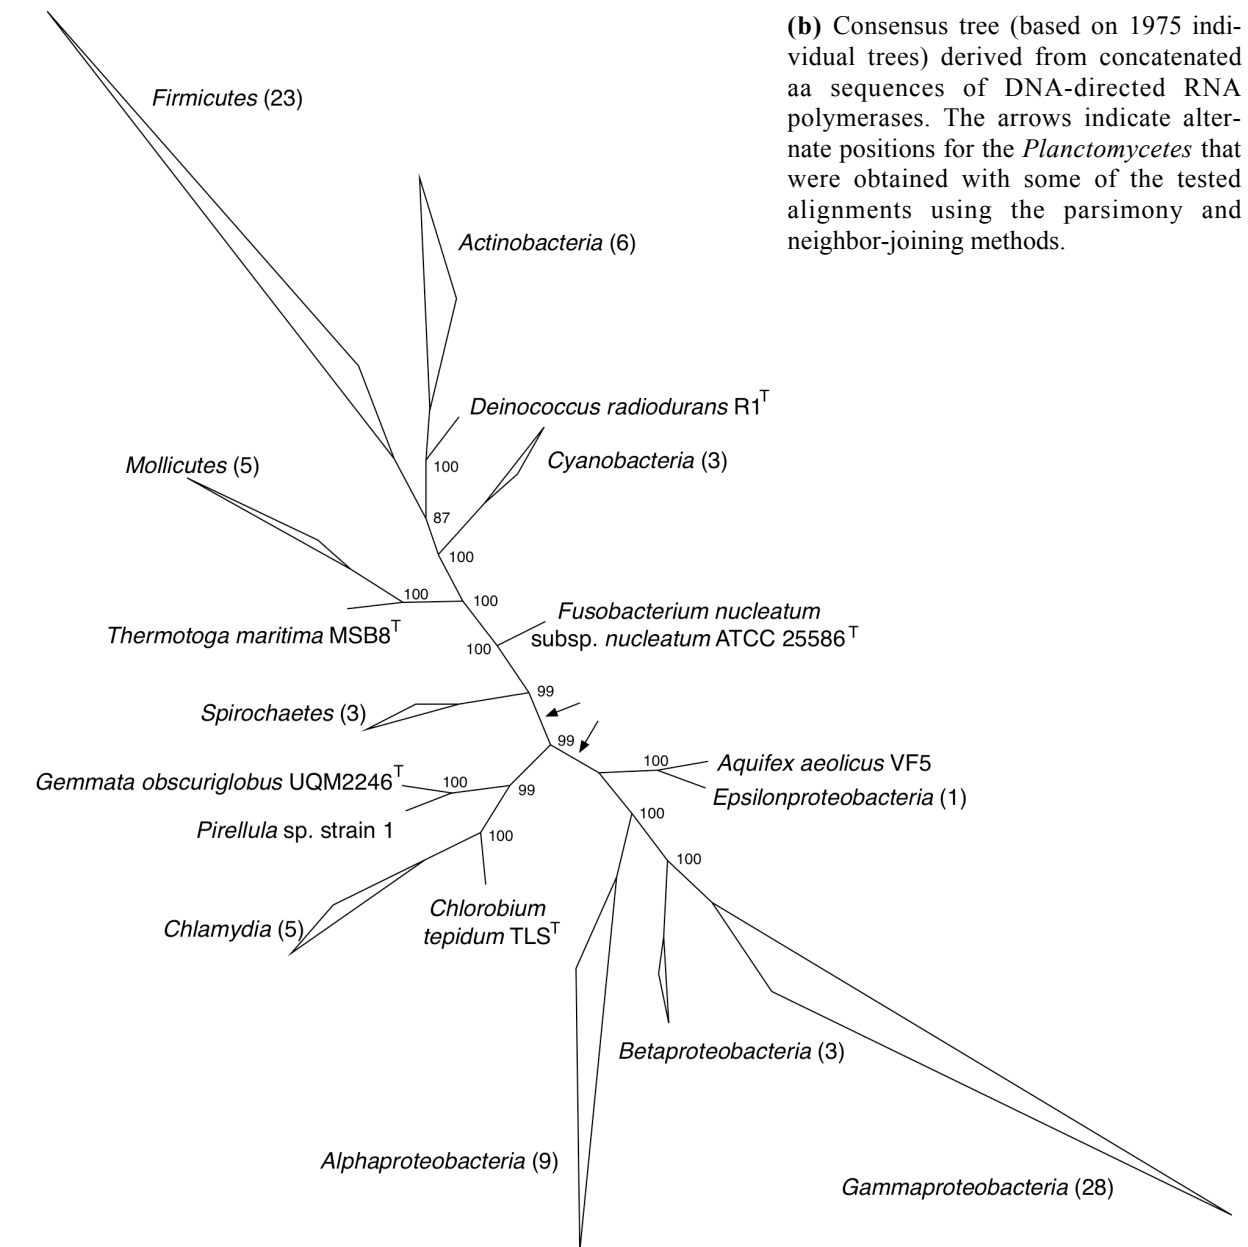 (b) Consensus tree (based on 1975 indi-
vidual trees) derived from concatenated
aa sequences of DNA-directed RNA
polymerases. The arrows indicate alter-
nate positions for the Planctomycetes that
were obtained with some of the tested
alignments using the parsimony and
neighbor-joining methods.
Firmicutes (23)
Actinobacteria (6)
Deinococcus radiodurans R1T
Cyanobacteria (3)
Mollicutes (5)
100
87
100
100
100
Thermotoga maritima MSB8T
Fusobacterium nucleatum
subsp. nucleatum ATCC 25586T
100
99
Spirochaetes (3)
99
100
Aquifex aeolicus VF5
Epsilonproteobacteria (1)
Gemmata obscuriglobus UQM2246T
100
99
Pirellula sp. strain 1
100
100
100
Chlorobium
tepidum TLST
Chlamydia (5)
Betaproteobacteria (3)
Alphaproteobacteria (9)
Gammaproteobacteria (28)